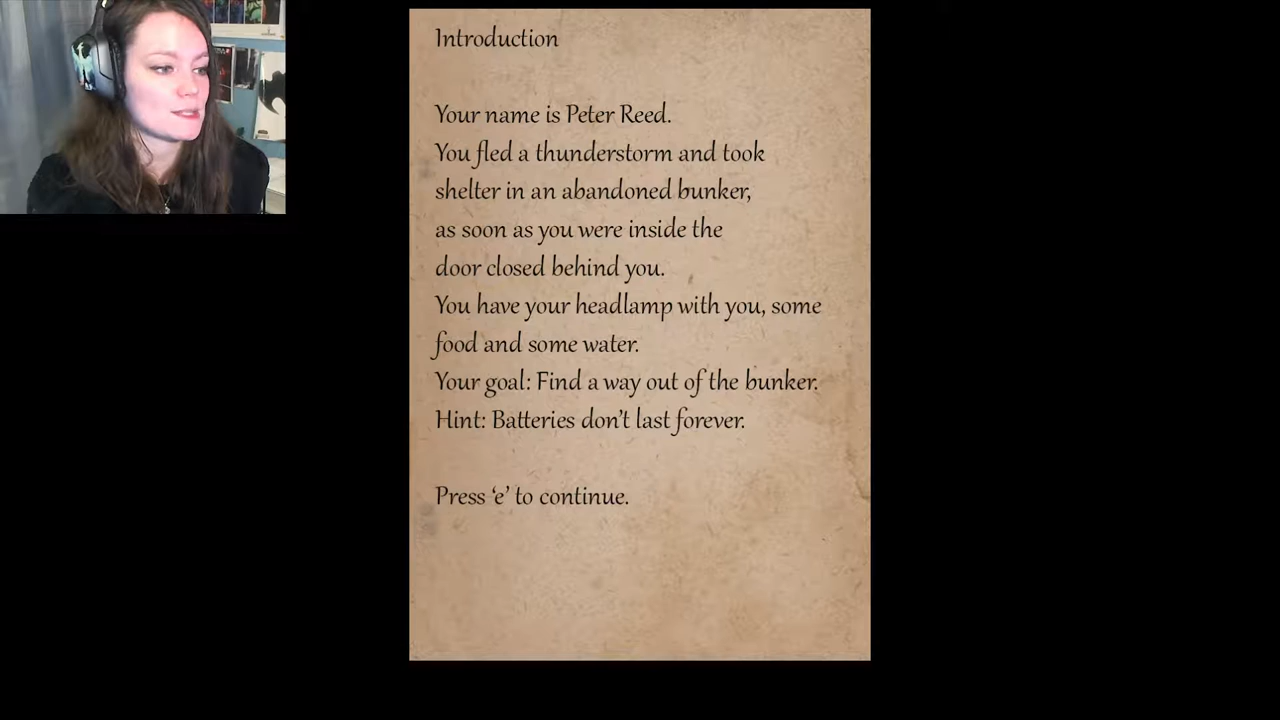 Introduction
Your name is Peter Reed.
You fled a thunderstorm and took
shelter in an abandoned bunker,
as soon as you were inside the
door closed behind you.
You have your headlamp with you, some
food and some water.
Your goal: Find a way out of the bunker.
Hint: Batteries don't last forever.
Press ‘e’ to continue.